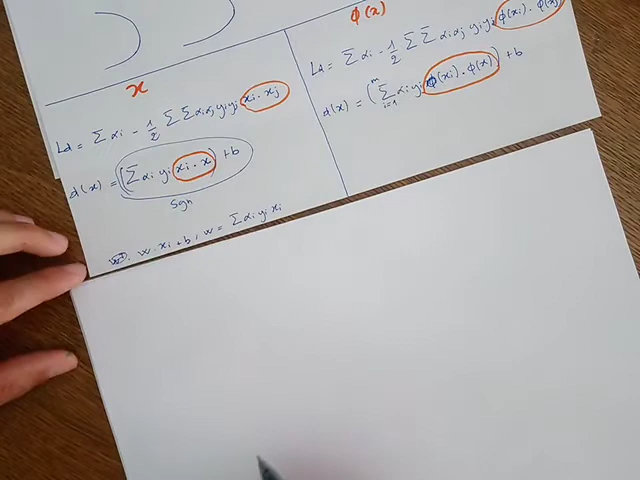 x
Ld = Σ αi - 1/2 Σ Σ αi αj yi yj xi . xj
d(x) = (Σ αi yi xi . x) + b
Sgn
w . xi + b , w = Σ αi yi xi
φ(x)
Ld = Σ αi - 1/2 Σ Σ αi αj yi yj φ(xi) . φ(xj)
d(x) = (Σ i=1 m αi yi φ(xi) . φ(x)) + b